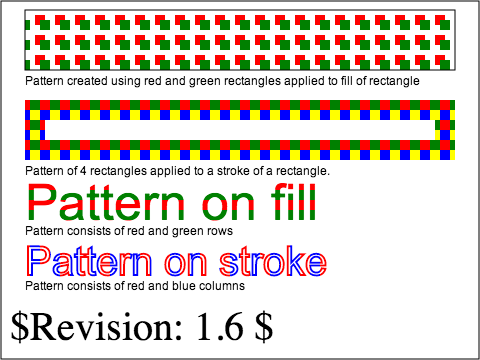 Pattern created using red and green rectangles applied to fill of rectangle
Pattern of 4 rectangles applied to a stroke of a rectangle.
Pattern on fill
Pattern consists of red and green rows
Pattern on stroke
Pattern consists of red and blue columns
$Revision: 1.6 $